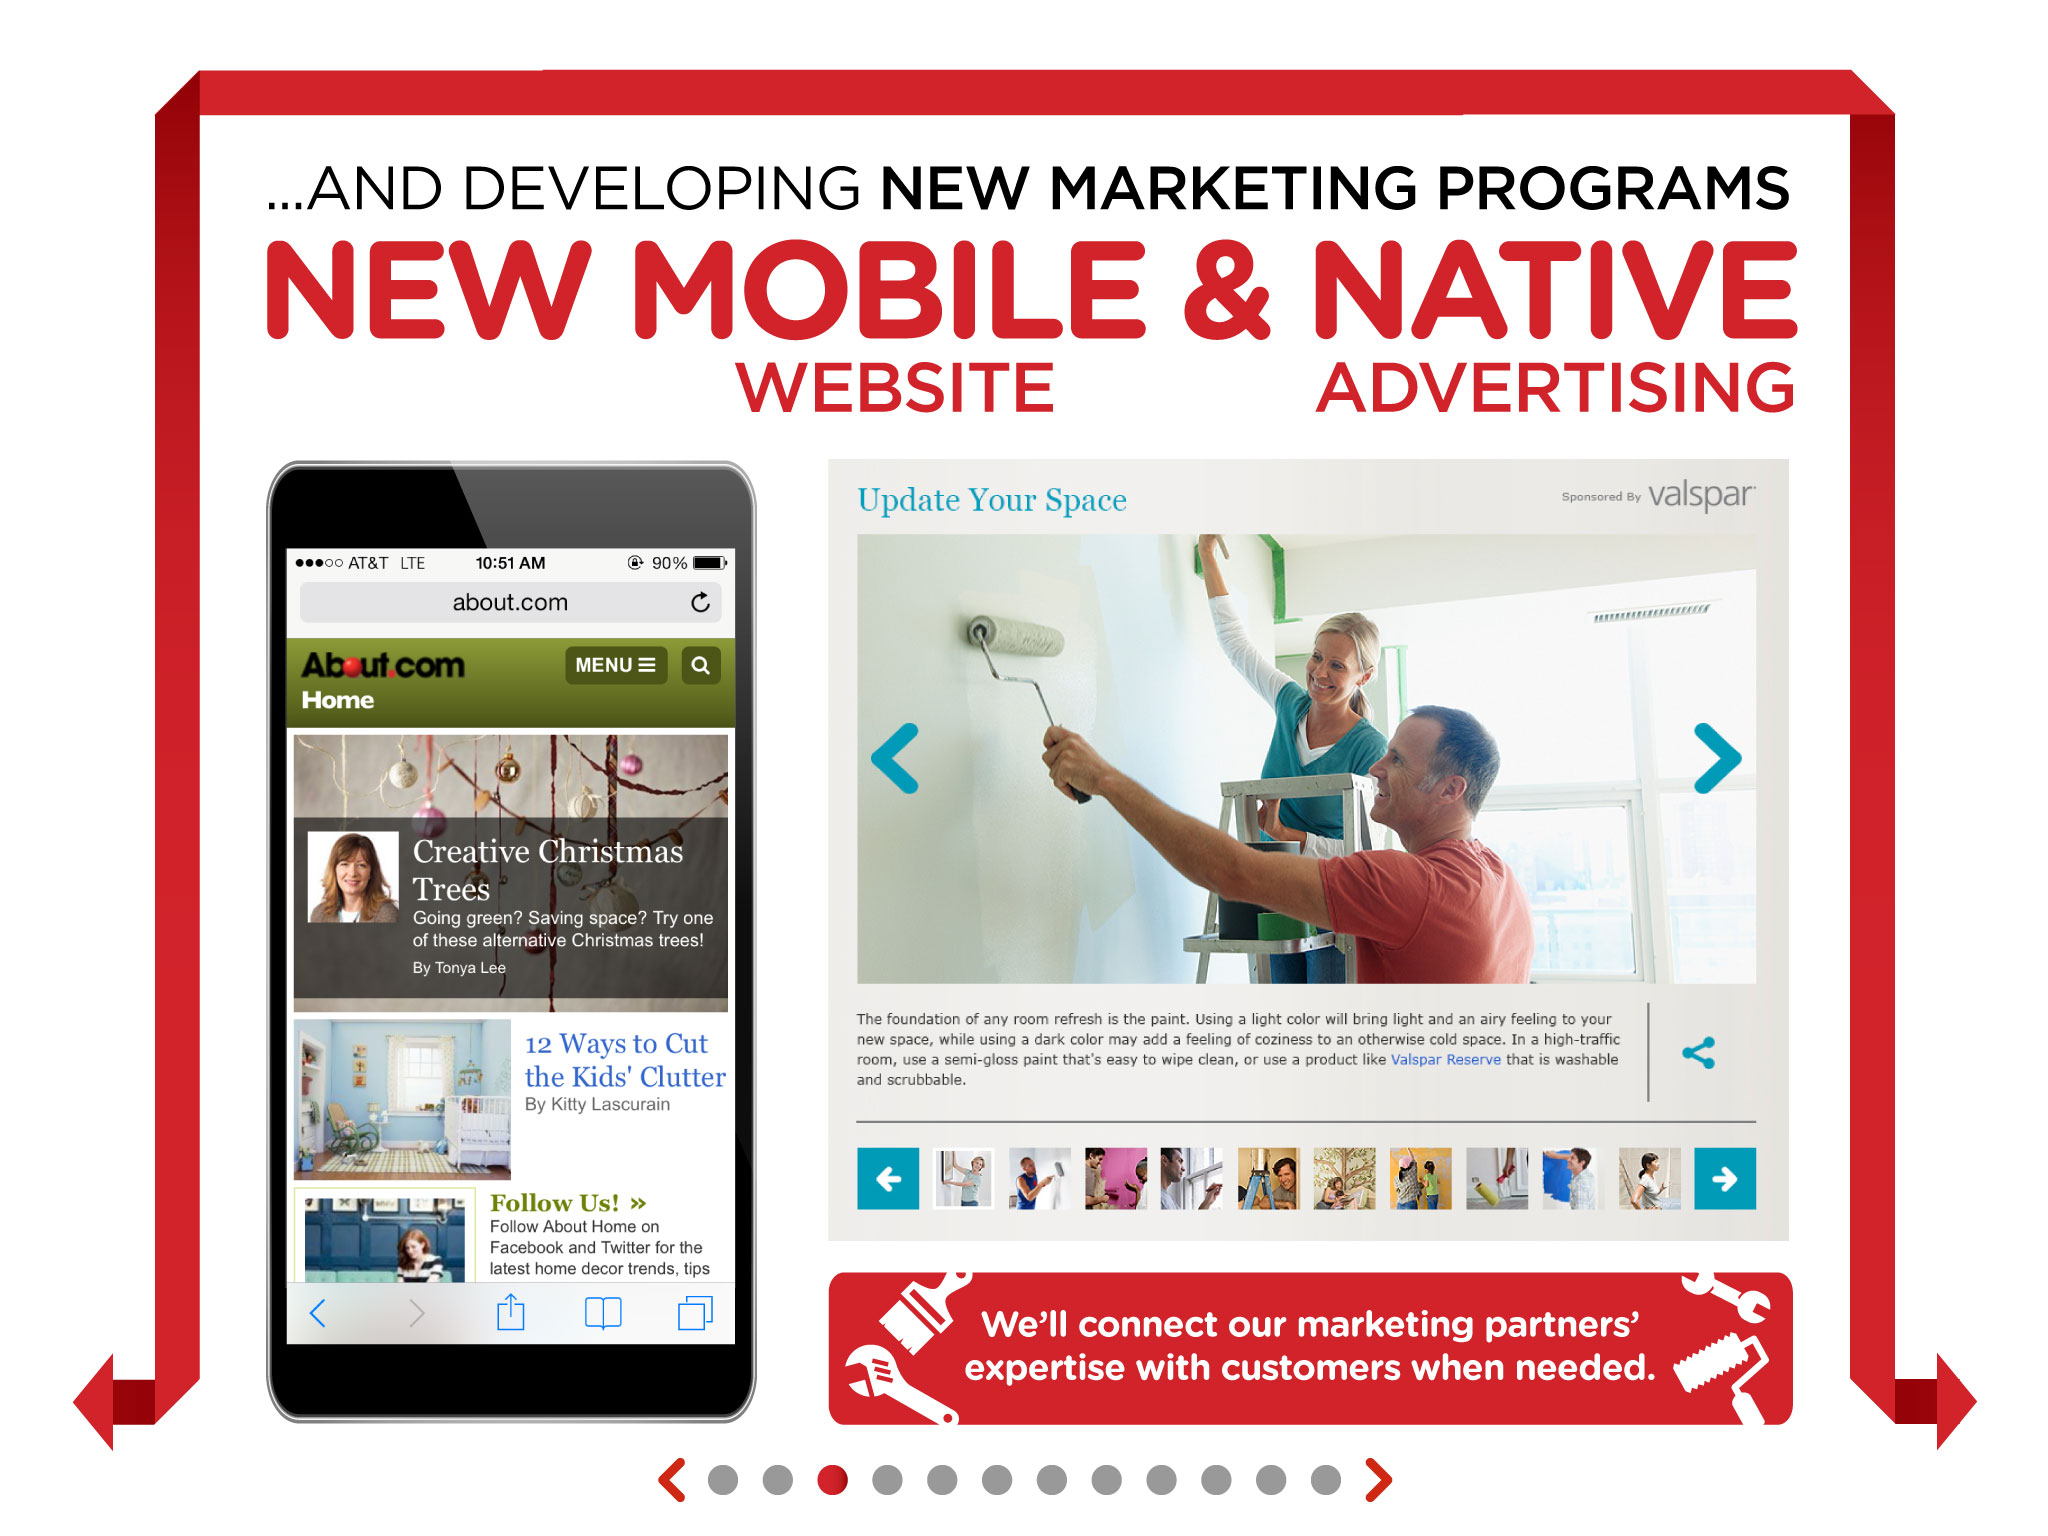 ...AND DEVELOPING NEW MARKETING PROGRAMS
NEW MOBILE & NATIVE
WEBSITE ADVERTISING
AT&T LTE 10:51 AM 90%
about.com
About.com
MENU
Home
Creative Christmas
Trees
Going green? Saving space? Try one
of these alternative Christmas trees!
By Tonya Lee
12 Ways to Cut
the Kids' Clutter
By Kitty Lascurain
Follow Us! »
Follow About Home on
Facebook and Twitter for the
latest home decor trends, tips
Update Your Space
Sponsored By valspar
The foundation of any room refresh is the paint. Using a light color will bring light and an airy feeling to your
new space, while using a dark color may add a feeling of coziness to an otherwise cold space. In a high-traffic
room, use a semi-gloss paint that's easy to wipe clean, or use a product like Valspar Reserve that is washable
and scrubbable.
We'll connect our marketing partners'
expertise with customers when needed.